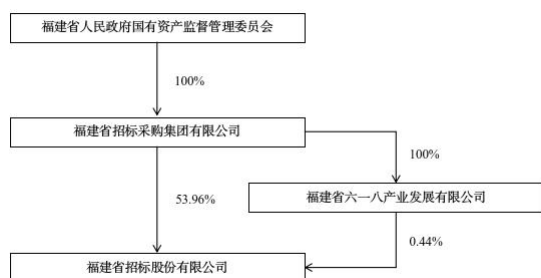 福建省人民政府国有资产监督管理委员会
100%
福建省招标采购集团有限公司
100%
53.96%
福建省六一八产业发展有限公司
0.44%
福建省招标股份有限公司